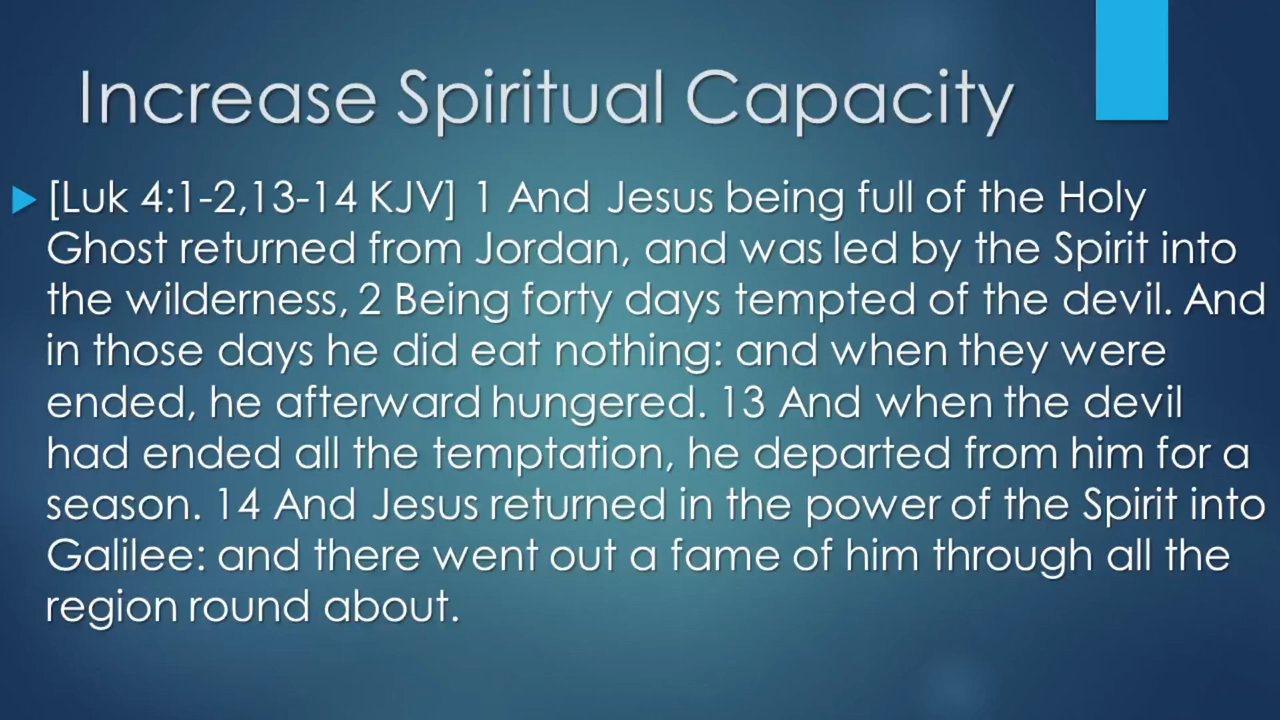 Increase Spiritual Capacity
[Luk 4:1-2,13-14 KJV] 1 And Jesus being full of the Holy
Ghost returned from Jordan, and was led by the Spirit into
the wilderness, 2 Being forty days tempted of the devil. And
in those days he did eat nothing: and when they were
ended, he afterward hungered. 13 And when the devil
had ended all the temptation, he departed from him for a
season. 14 And Jesus returned in the power of the Spirit into
Galilee: and there went out a fame of him through all the
region round about.